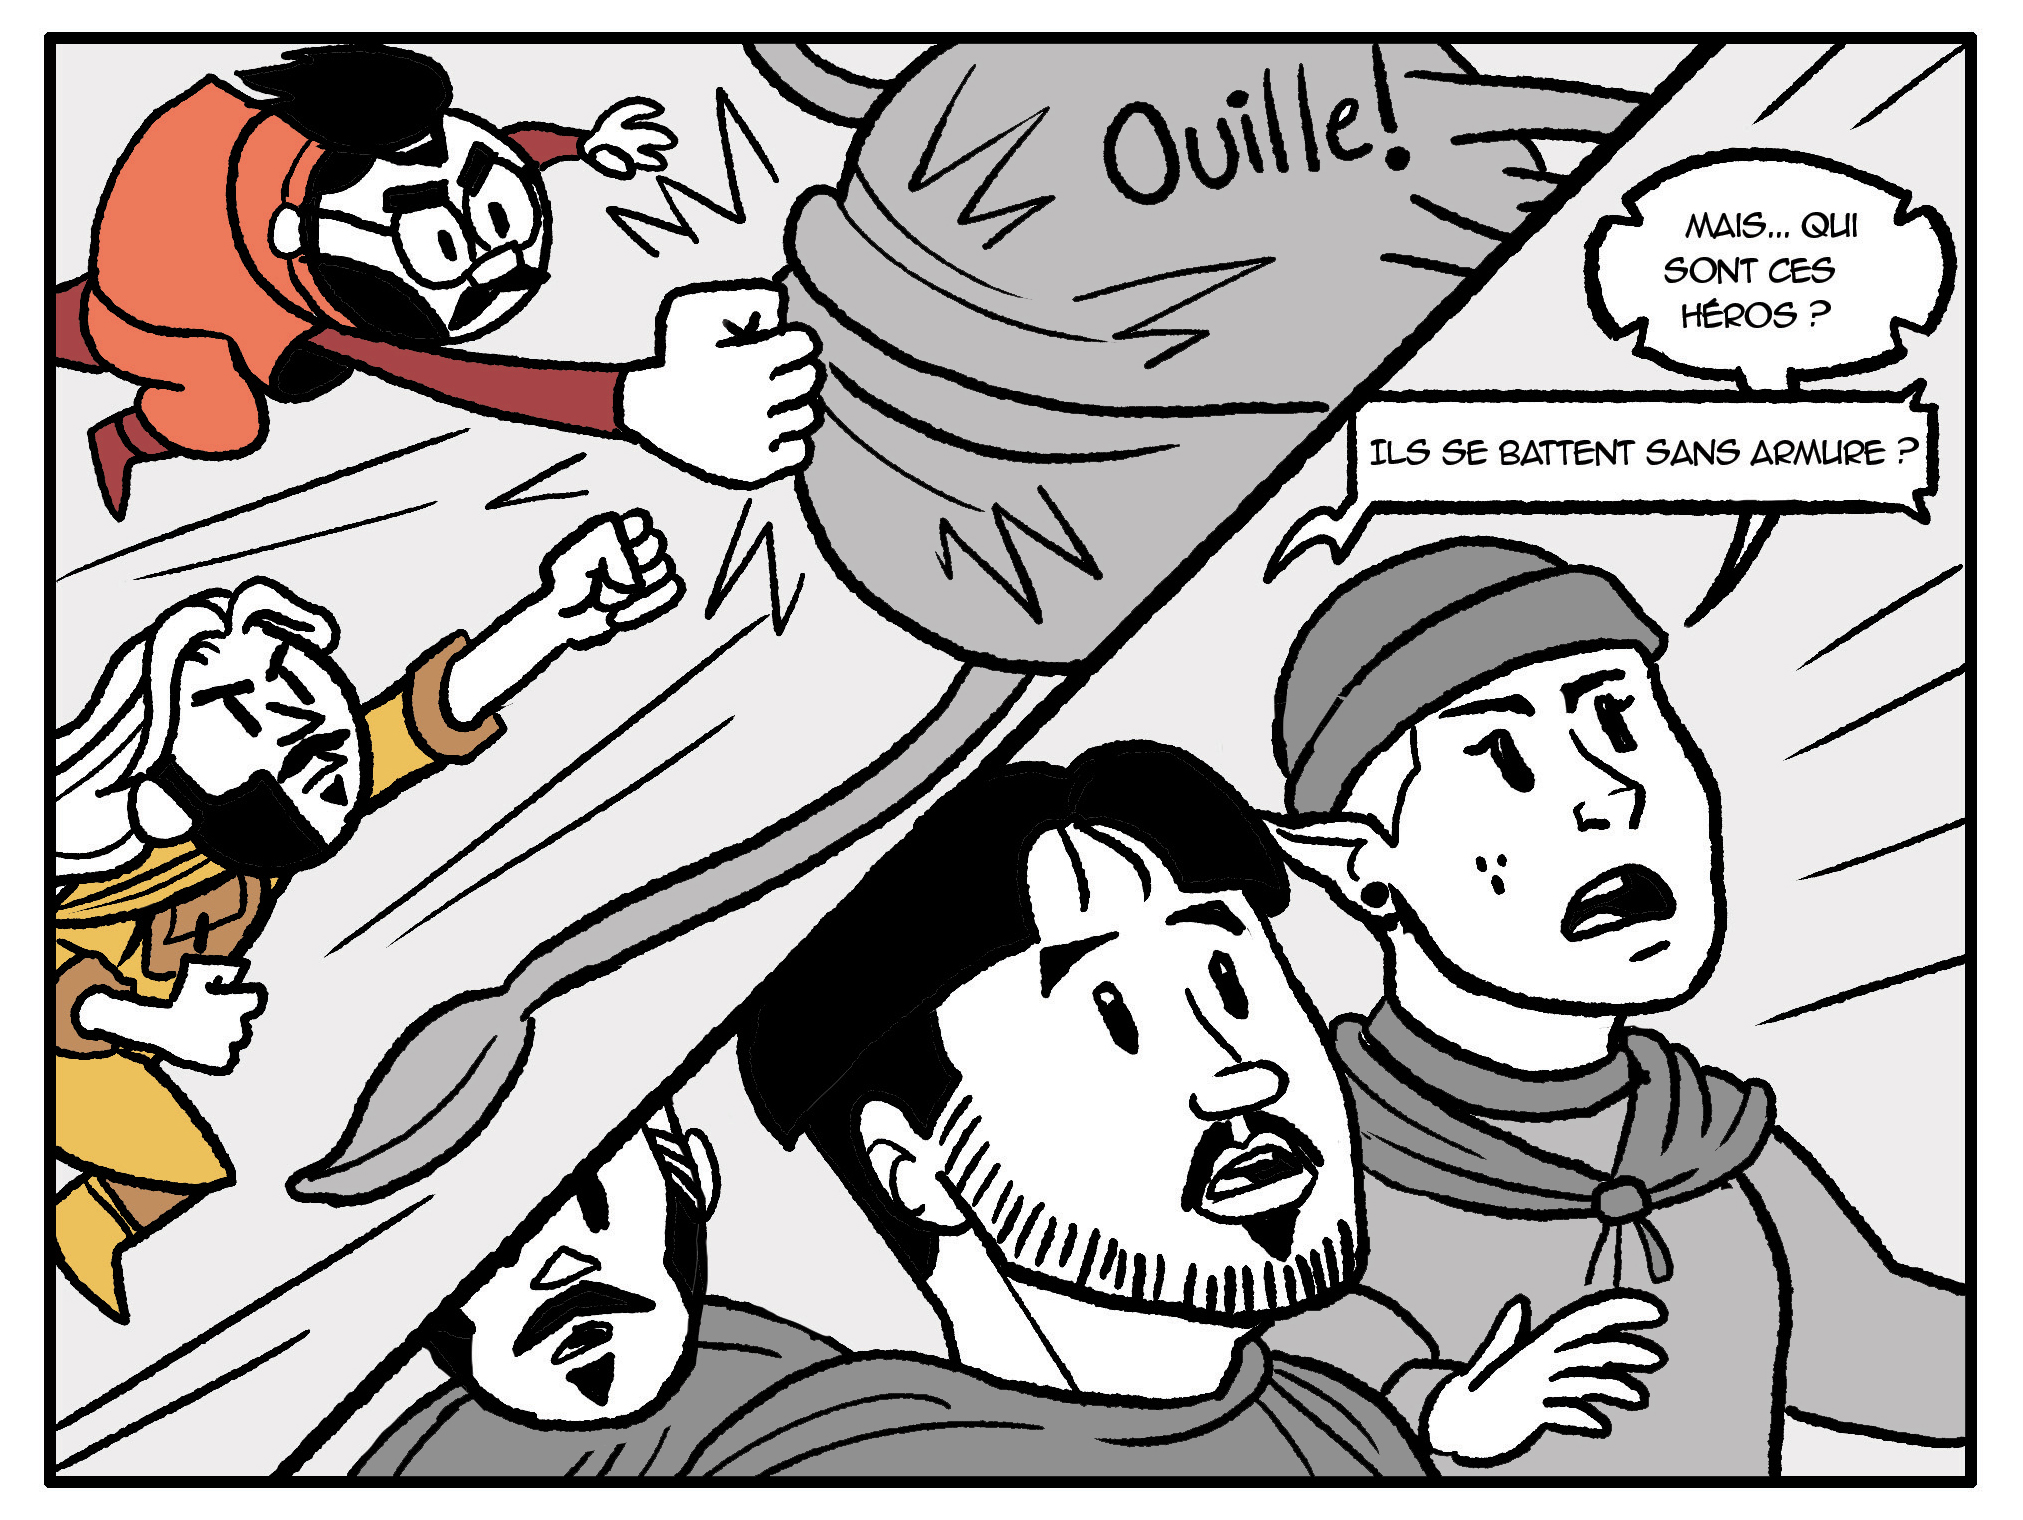 Ouille!
MAIS... QUI
SONT CES
HÉROS ?
ILS SE BATTENT SANS ARMURE ?